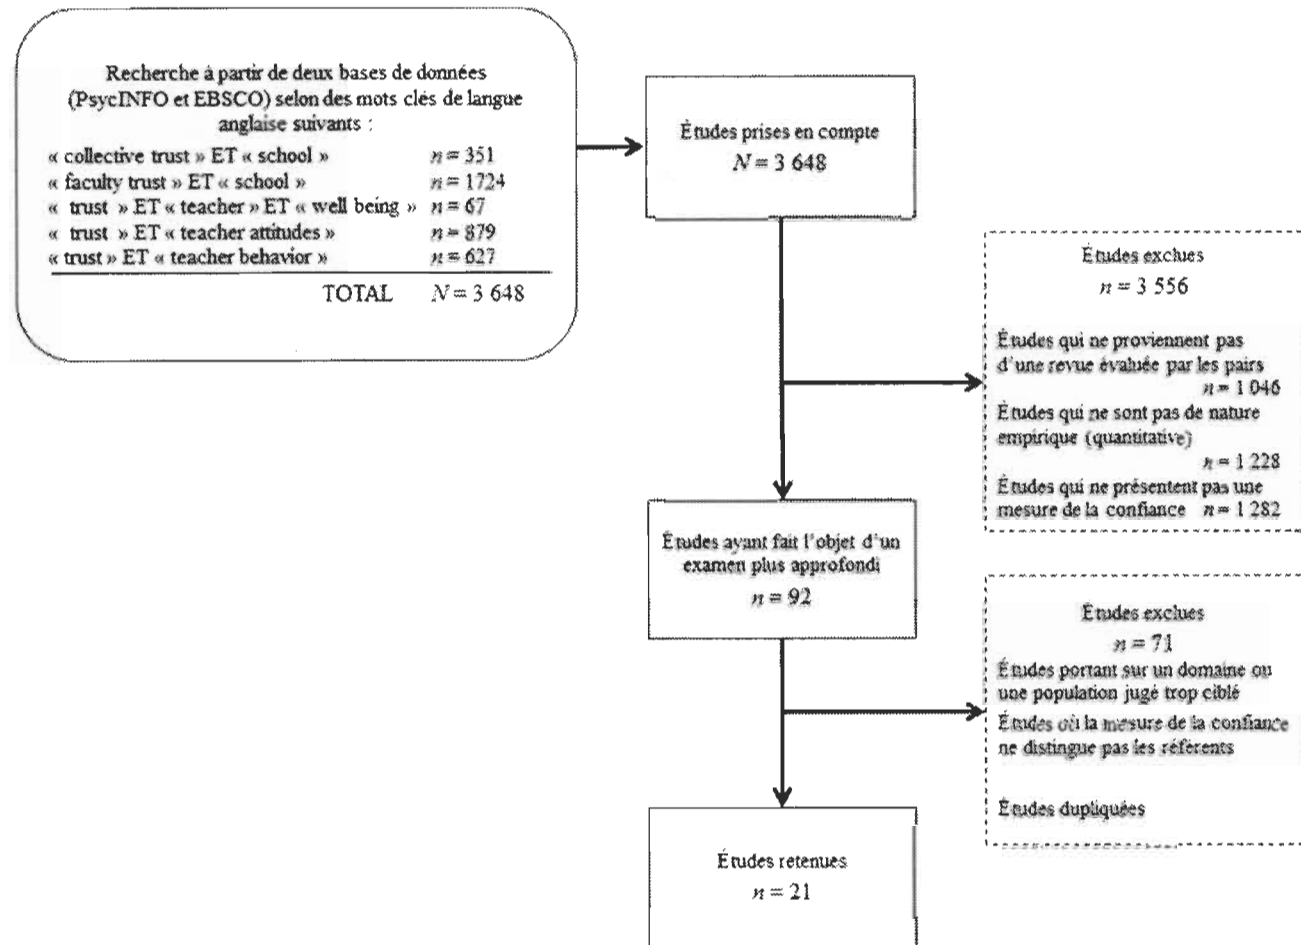 Recherche à partir de deux bases de données
(PsycINFO et EBSCO) selon des mots clés de langue
anglaise suivants :
« collective trust » ET « school » n = 351
« faculty trust » ET « school » n = 1724
« trust » ET « teacher » ET « well being » n = 67
« trust » ET « teacher attitudes » n = 879
« trust » ET « teacher behavior » n = 627
TOTAL N = 3 648
Études prises en compte
N = 3 648
Études exclues
n = 3 556
Études qui ne proviennent pas
d'une revue évaluée par les pairs
n = 1 046
Études qui ne sont pas de nature
empirique (quantitative)
n = 1 228
Études qui ne présentent pas une
mesure de la confiance n = 1 282
Études ayant fait l'objet d'un
examen plus approfondi
n = 92
Études exclues
n = 71
Études portant sur un domaine ou
une population jugé trop ciblé
Études où la mesure de la confiance
ne distingue pas les référents
Études dupliquées
Études retenues
n = 21